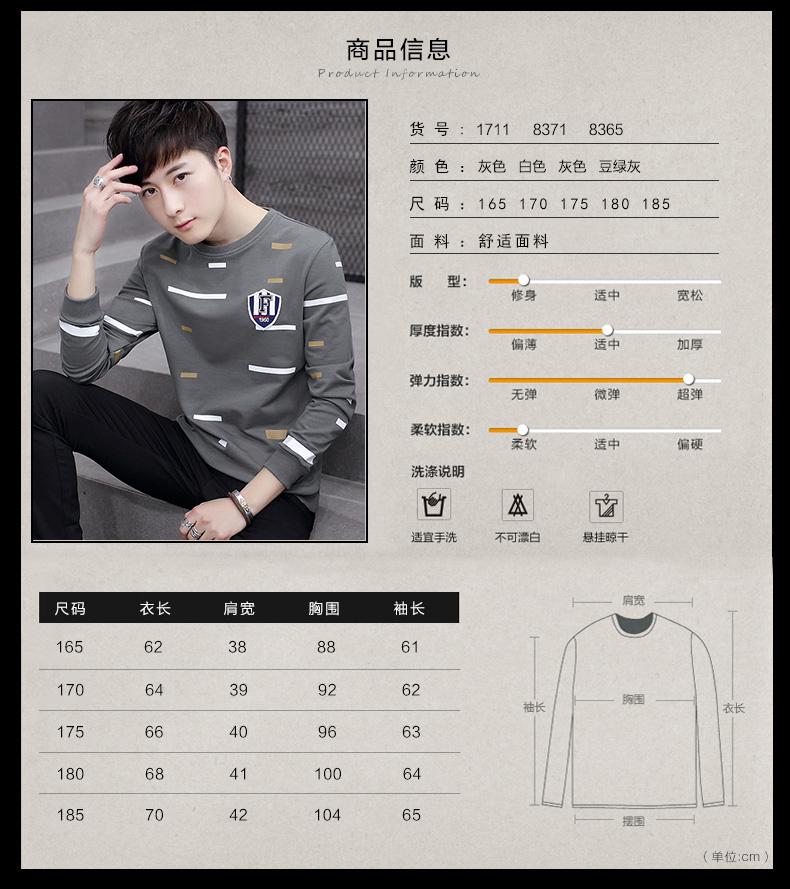 商品信息
Product Information
货 号 : 1711 8371 8365
颜 色 : 灰色 白色 灰色 豆绿灰
尺 码 : 165 170 175 180 185
面 料 : 舒适面料
版 型:
修身 适中 宽松
厚度指数:
偏薄 适中 加厚
弹力指数:
无弹 微弹 超弹
柔软指数:
柔软 适中 偏硬
洗涤说明
适宜手洗 不可漂白 悬挂晾干
尺码 衣长 肩宽 胸围 袖长
165 62 38 88 61
170 64 39 92 62
175 66 40 96 63
180 68 41 100 64
185 70 42 104 65
肩宽
胸围
袖长
衣长
摆围
(单位:cm)